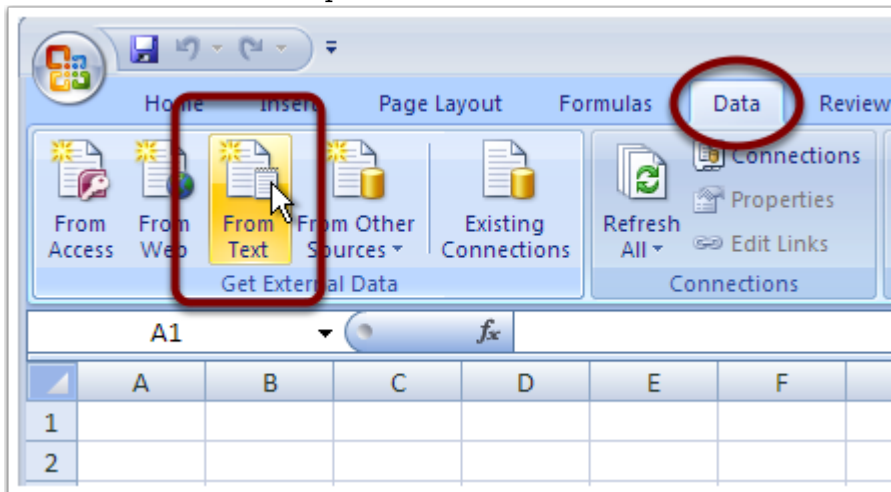 Home Insert Page Layout Formulas Data Review
From Access
From Web
From Text
From Other Sources
Existing Connections
Refresh All
Connections
Properties
Edit Links
Get External Data
Connections
A1 fx
A B C D E F
1
2